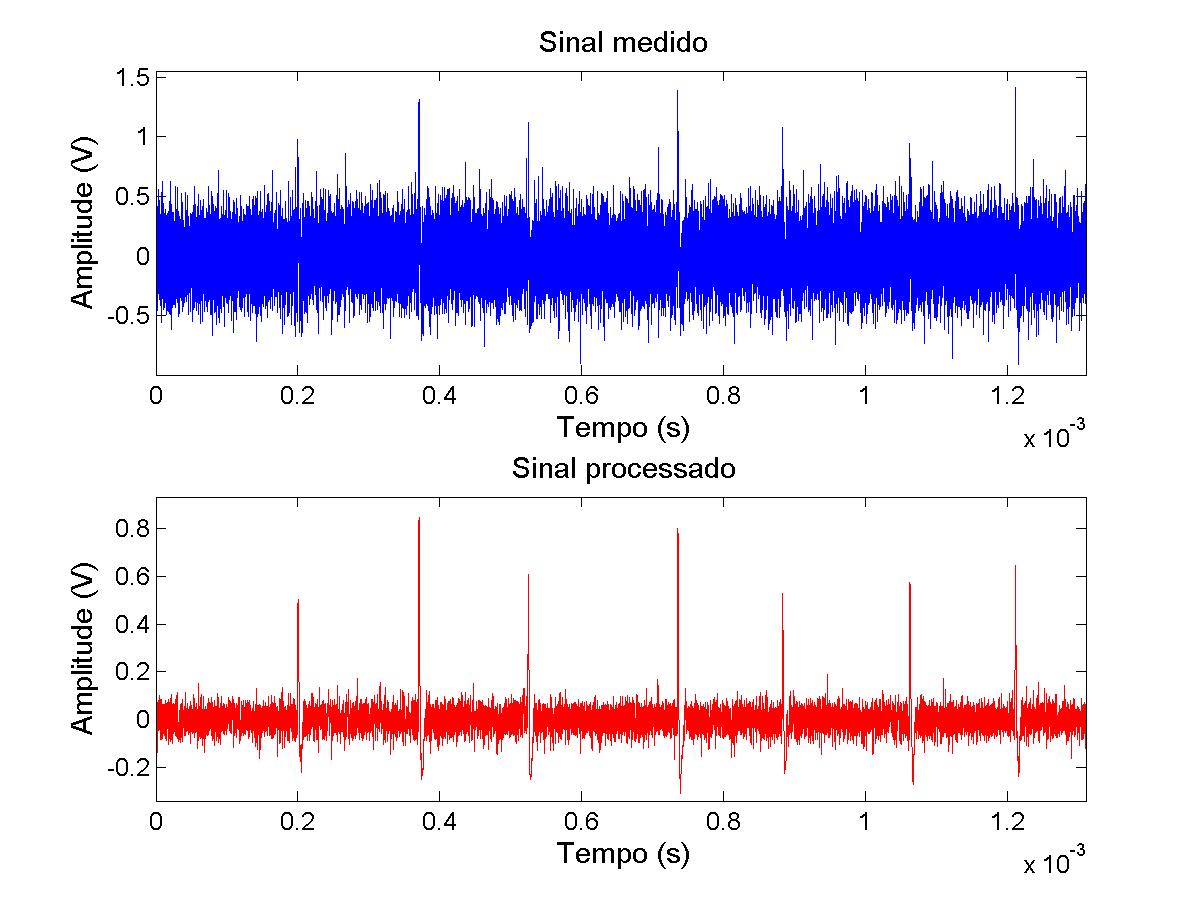 Sinal medido
1.5
1
0.5
0
-0.5
Amplitude (V)
0 0.2 0.4 0.6 0.8 1 1.2
Tempo (s)
x 10-3
Sinal processado
0.8
0.6
0.4
0.2
0
-0.2
Amplitude (V)
0 0.2 0.4 0.6 0.8 1 1.2
Tempo (s)
x 10-3